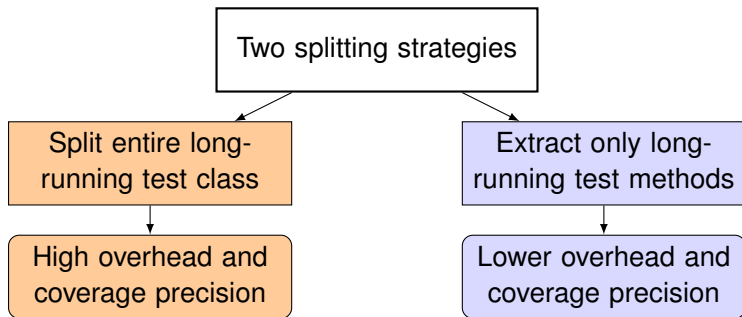 Two splitting strategies
Split entire long-
running test class
Extract only long-
running test methods
High overhead and
coverage precision
Lower overhead and
coverage precision